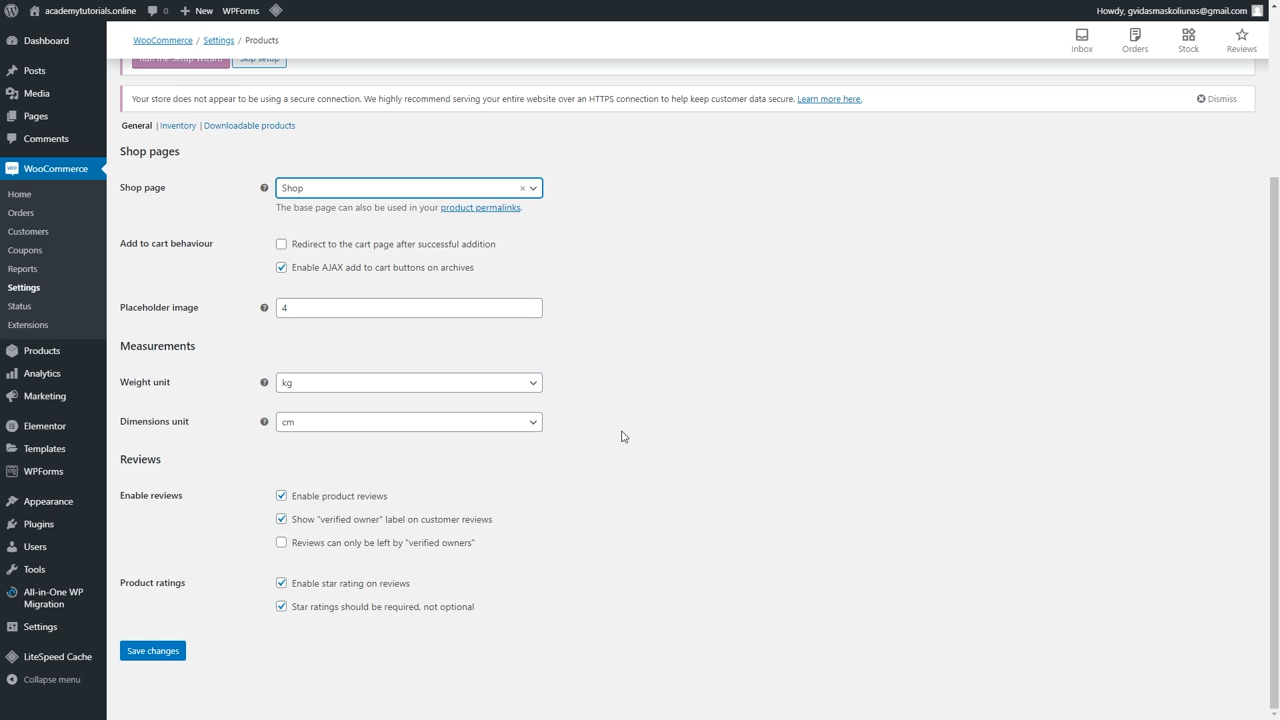 academytutorials.online
0
+ New
WPForms
Howdy, gvidasmaskoliunas@gmail.com
Dashboard
Posts
Media
Pages
Comments
WooCommerce
Home
Orders
Customers
Coupons
Reports
Settings
Status
Extensions
Products
Analytics
Marketing
Elementor
Templates
WPForms
Appearance
Plugins
Users
Tools
All-in-One WP
Migration
Settings
LiteSpeed Cache
Collapse menu
WooCommerce / Settings / Products
Inbox
Orders
Stock
Reviews
Run the Setup Wizard
Skip setup
Your store does not appear to be using a secure connection. We highly recommend serving your entire website over an HTTPS connection to help keep customer data secure. Learn more here.
Dismiss
General | Inventory | Downloadable products
Shop pages
Shop page
Shop
The base page can also be used in your product permalinks.
Add to cart behaviour
Redirect to the cart page after successful addition
Enable AJAX add to cart buttons on archives
Placeholder image
4
Measurements
Weight unit
kg
Dimensions unit
cm
Reviews
Enable reviews
Enable product reviews
Show "verified owner" label on customer reviews
Reviews can only be left by "verified owners"
Product ratings
Enable star rating on reviews
Star ratings should be required, not optional
Save changes